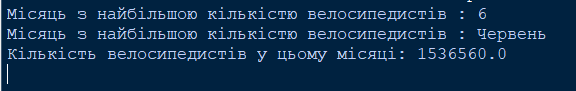 Місяць з найбільшою кількістю велосипедистів : 6
Місяць з найбільшою кількістю велосипедистів : Червень
Кількість велосипедистів у цьому місяці: 1536560.0